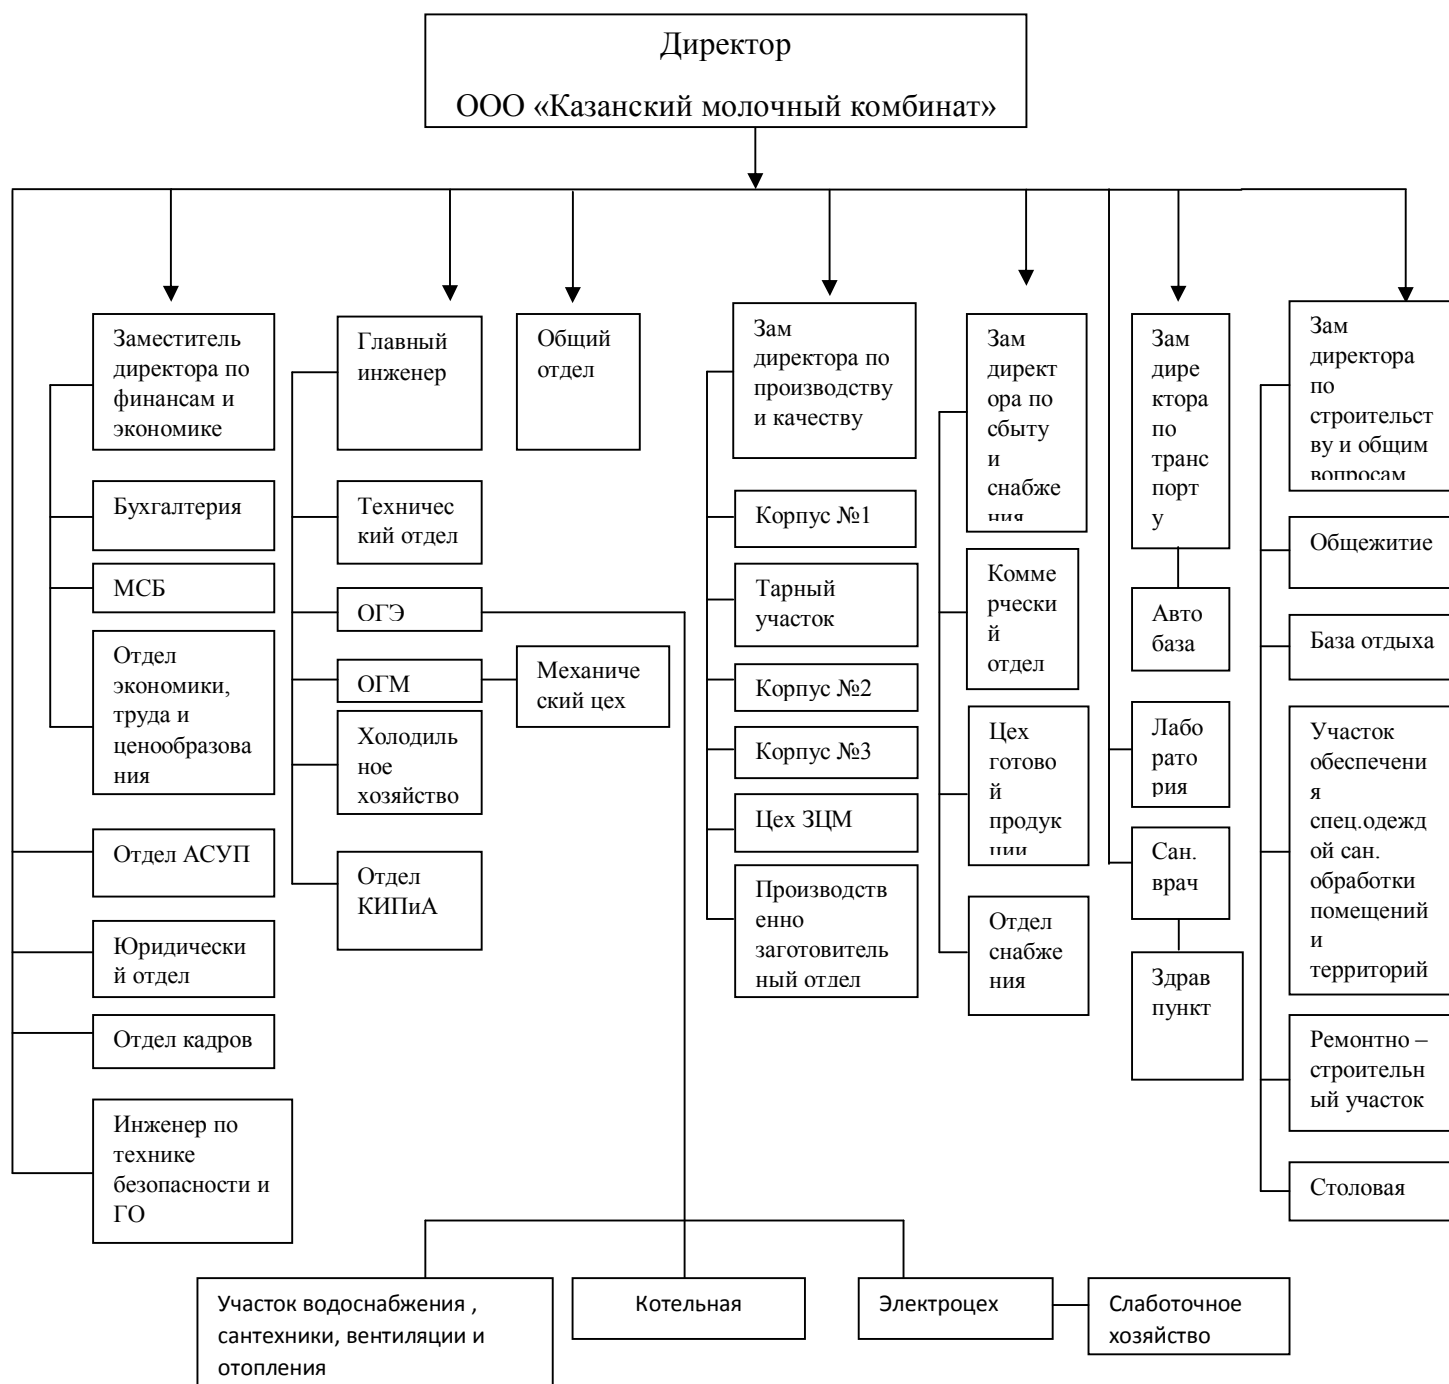 Директор
ООО «Казанский молочный комбинат»
Заместитель
директора по
финансам и
экономике
Бухгалтерия
МСБ
Отдел
экономики,
труда и
ценообразова
ния
Отдел АСУП
Юридически
й отдел
Отдел кадров
Инженер по
технике
безопасности и
ГО
Главный
инженер
Техничес
кий отдел
ОГЭ
ОГМ
Холодиль
ное
хозяйство
Отдел
КИПиА
Общий
отдел
Механиче
ский цех
Зам
директора по
производству
и качеству
Корпус №1
Тарный
участок
Корпус №2
Корпус №3
Цех ЗЦМ
Производств
енно
заготовитель
ный отдел
Зам
директ
ора по
сбыту
и
снабже
ния
Комме
рчески
й
отдел
Цех
готово
й
продук
ции
Отдел
снабже
ния
Зам
дире
ктора
по
транс
порт
у
Авто
база
Лабо
рато
рия
Сан.
врач
Здрав
пункт
Зам
директора
по
строительст
ву и общим
вопросам
Общежитие
База отдыха
Участок
обеспечени
я
спец.одежд
ой сан.
обработки
помещений
и
территорий
Ремонтно –
строительн
ый участок
Столовая
Участок водоснабжения ,
сантехники, вентиляции и
отопления
Котельная
Электроцех
Слаботочное
хозяйство